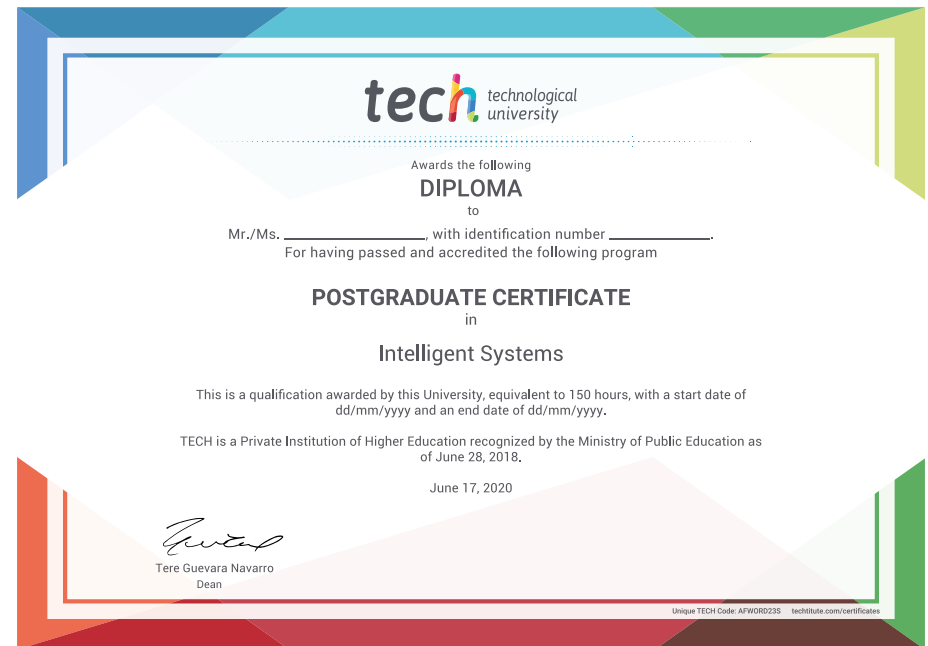 tech technological
university
Awards the following
DIPLOMA
to
Mr./Ms. ____________________, with identification number ______________.
For having passed and accredited the following program
POSTGRADUATE CERTIFICATE
in
Intelligent Systems
This is a qualification awarded by this University, equivalent to 150 hours, with a start date of
dd/mm/yyyy and an end date of dd/mm/yyyy.
TECH is a Private Institution of Higher Education recognized by the Ministry of Public Education as
of June 28, 2018.
June 17, 2020
Tere Guevara Navarro
Dean
Unique TECH Code: AFWORD23S techtitute.com/certificates